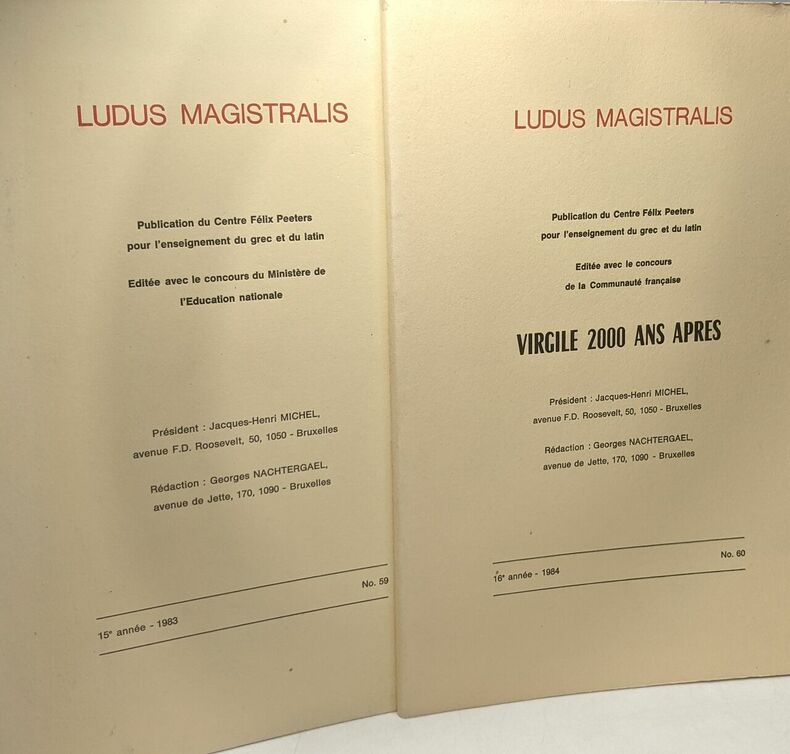 LUDUS MAGISTRALIS
Publication du Centre Félix Peeters
pour l'enseignement du grec et du latin
Editée avec le concours du Ministère de
l'Education nationale
Président : Jacques-Henri MICHEL,
avenue F.D. Roosevelt, 50, 1050 - Bruxelles
Rédaction : Georges NACHTERGAEL,
avenue de Jette, 170, 1090 - Bruxelles
15e année - 1983
No. 59
LUDUS MAGISTRALIS
Publication du Centre Félix Peeters
pour l'enseignement du grec et du latin
Editée avec le concours
de la Communauté française
VIRGILE 2000 ANS APRES
Président : Jacques-Henri MICHEL,
avenue F.D. Roosevelt, 50, 1050 - Bruxelles
Rédaction : Georges NACHTERGAEL,
avenue de Jette, 170, 1090 - Bruxelles
16e année - 1984
No. 60